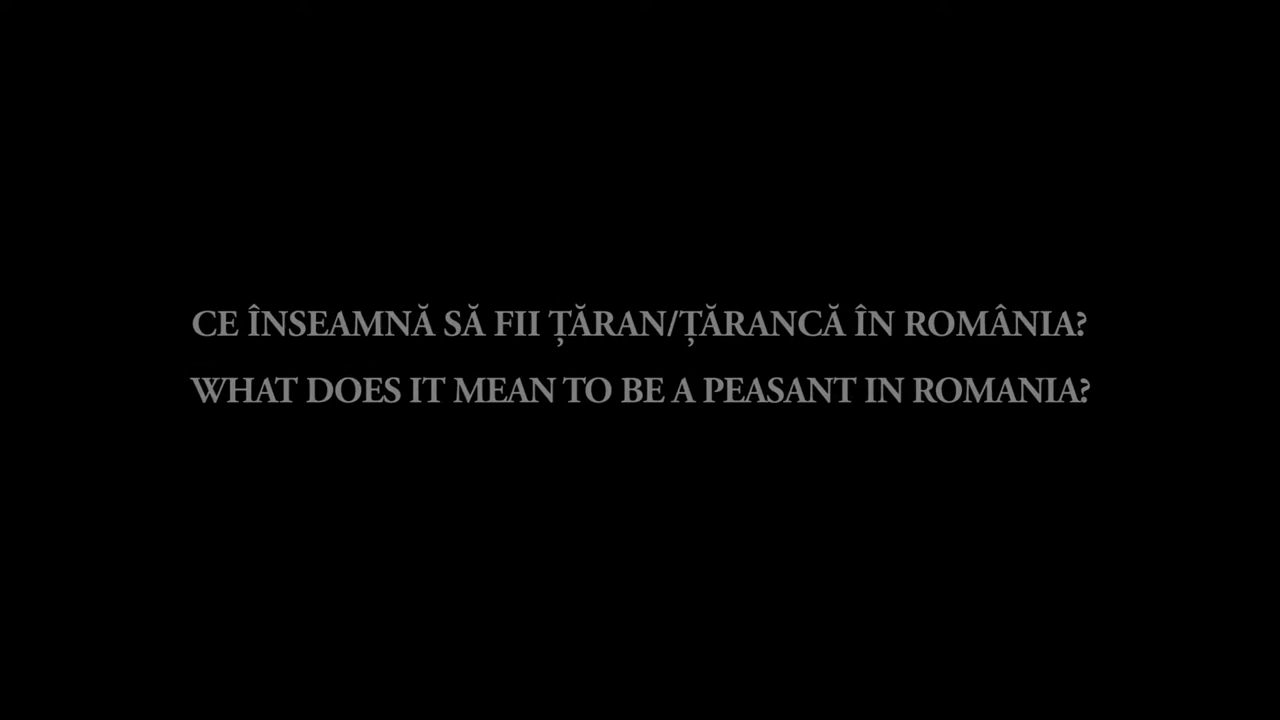 CE ÎNSEAMNĂ SĂ FII ȚĂRAN/ȚĂRANCĂ ÎN ROMÂNIA?
WHAT DOES IT MEAN TO BE A PEASANT IN ROMANIA?